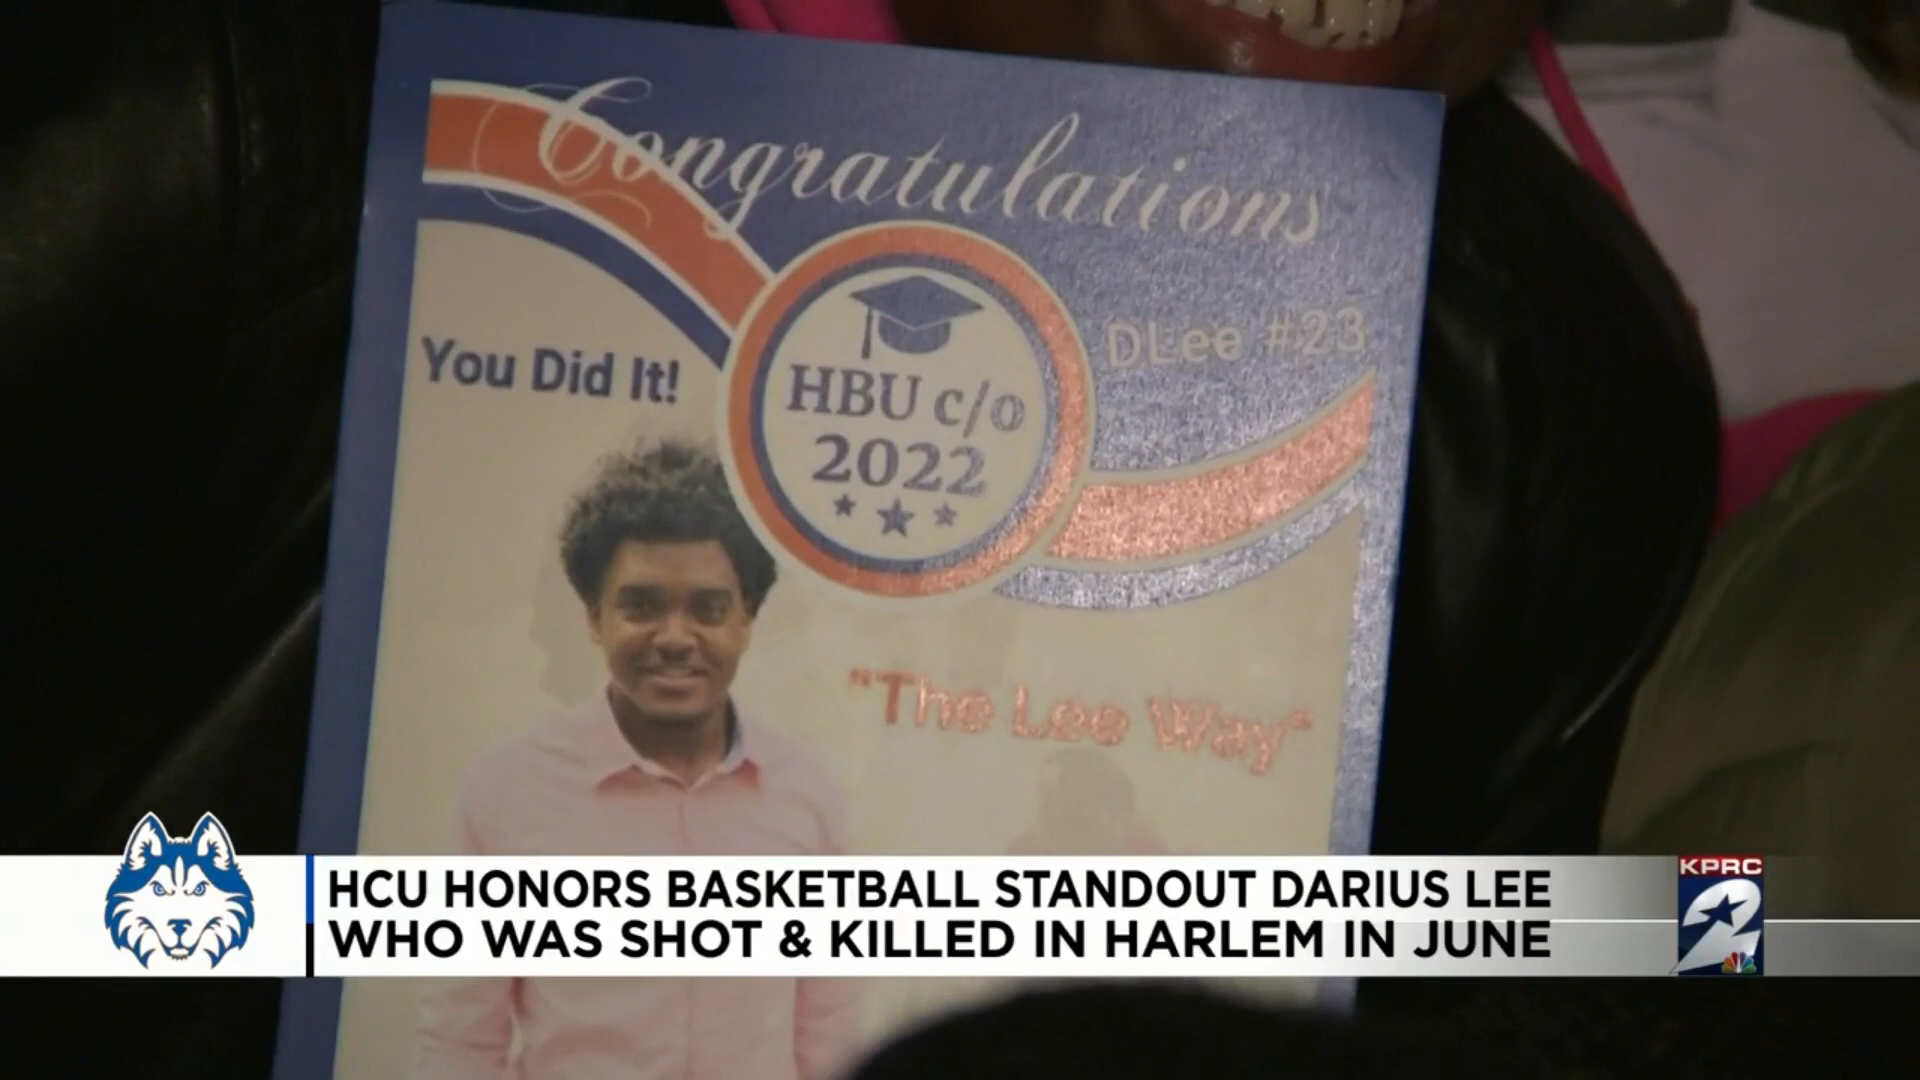 Congratulations
DLee #23
You Did It!
HBU c/o
2022
"The Lee Way"
HCU HONORS BASKETBALL STANDOUT DARIUS LEE
WHO WAS SHOT & KILLED IN HARLEM IN JUNE
KPRC
2